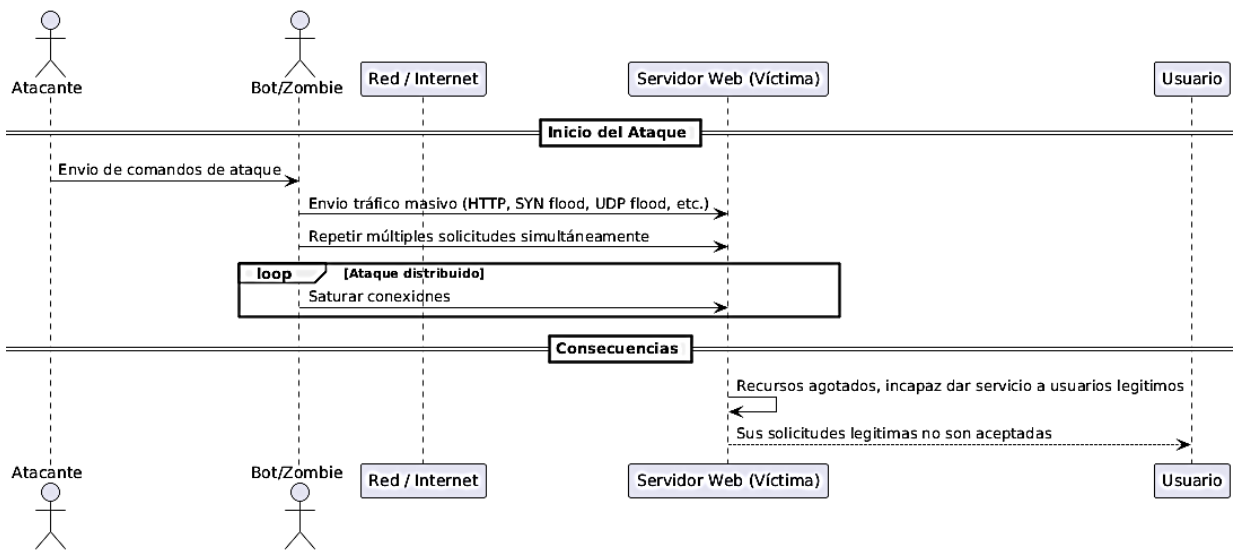 Atacante
Bot/Zombie
Red / Internet
Servidor Web (Víctima)
Usuario
Inicio del Ataque
Envio de comandos de ataque
Envio tráfico masivo (HTTP, SYN flood, UDP flood, etc.)
Repetir múltiples solicitudes simultáneamente
loop [Ataque distribuido]
Saturar conexiones
Consecuencias
Recursos agotados, incapaz dar servicio a usuarios legitimos
Sus solicitudes legitimas no son aceptadas
Atacante
Bot/Zombie
Red / Internet
Servidor Web (Víctima)
Usuario